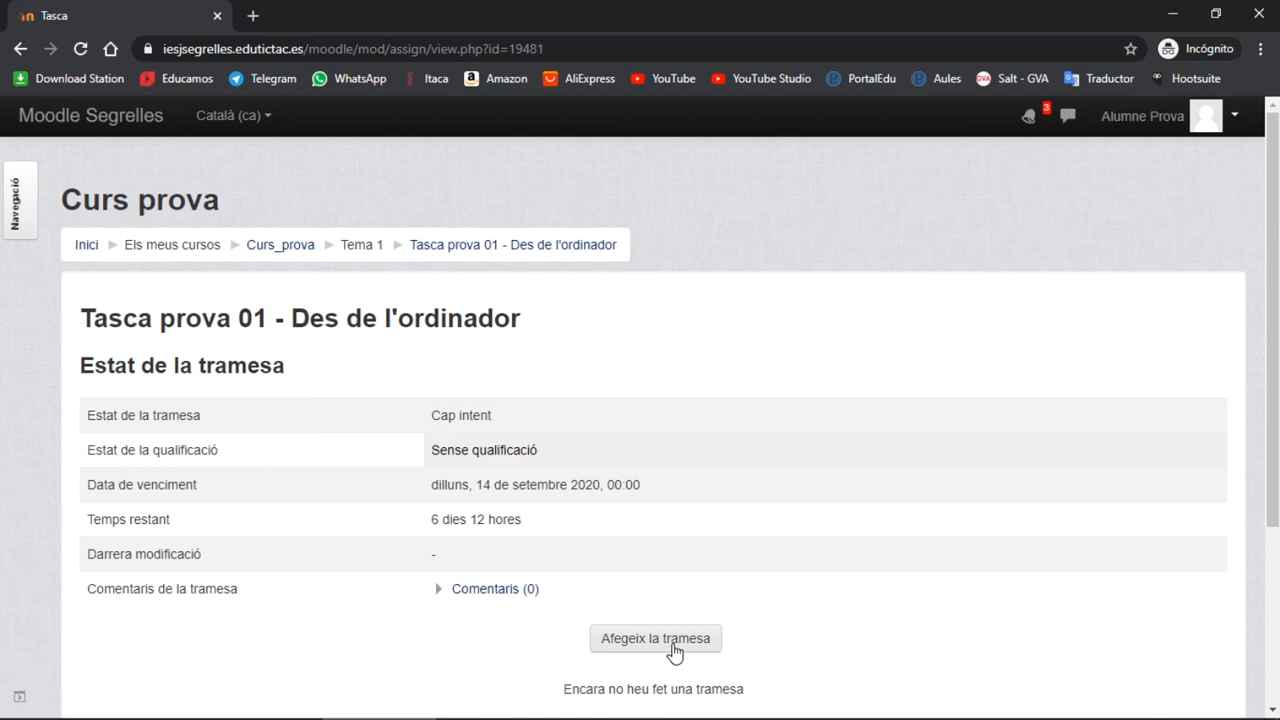 Tasca
iesjsegrelles.edutictac.es/moodle/mod/assign/view.php?id=19481
Incógnito
Download Station Educamos Telegram WhatsApp Itaca Amazon AliExpress YouTube YouTube Studio PortalEdu Aules Salt - GVA Traductor Hootsuite
Moodle Segrelles Català (ca) 3 Alumne Prova
Navegació
Curs prova
Inici Els meus cursos Curs_prova Tema 1 Tasca prova 01 - Des de l'ordinador
Tasca prova 01 - Des de l'ordinador
Estat de la tramesa
Estat de la tramesa Cap intent
Estat de la qualificació Sense qualificació
Data de venciment dilluns, 14 de setembre 2020, 00:00
Temps restant 6 dies 12 hores
Darrera modificació -
Comentaris de la tramesa Comentaris (0)
Afegeix la tramesa
Encara no heu fet una tramesa